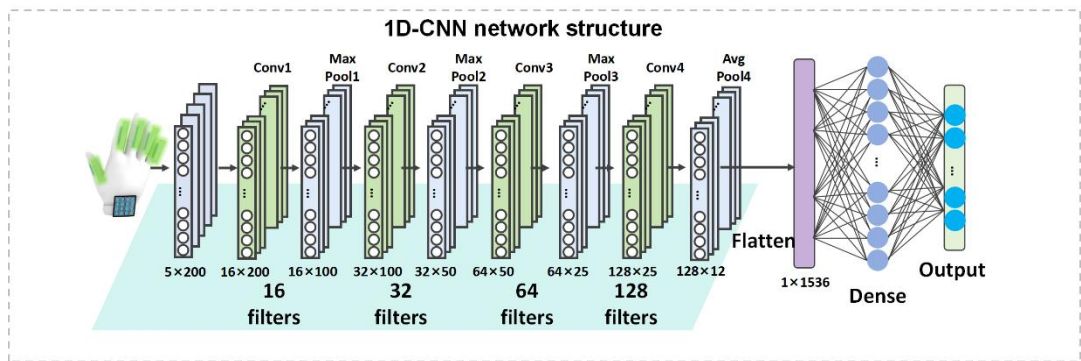 1D-CNN network structure
Conv1
Max
Pool1
Conv2
Max
Pool2
Conv3
Max
Pool3
Conv4
Avg
Pool4
5×200
16×200
16×100
32×100
32×50
64×50
64×25
128×25
128×12
16
filters
32
filters
64
filters
128
filters
Flatten
1×1536
Dense
Output